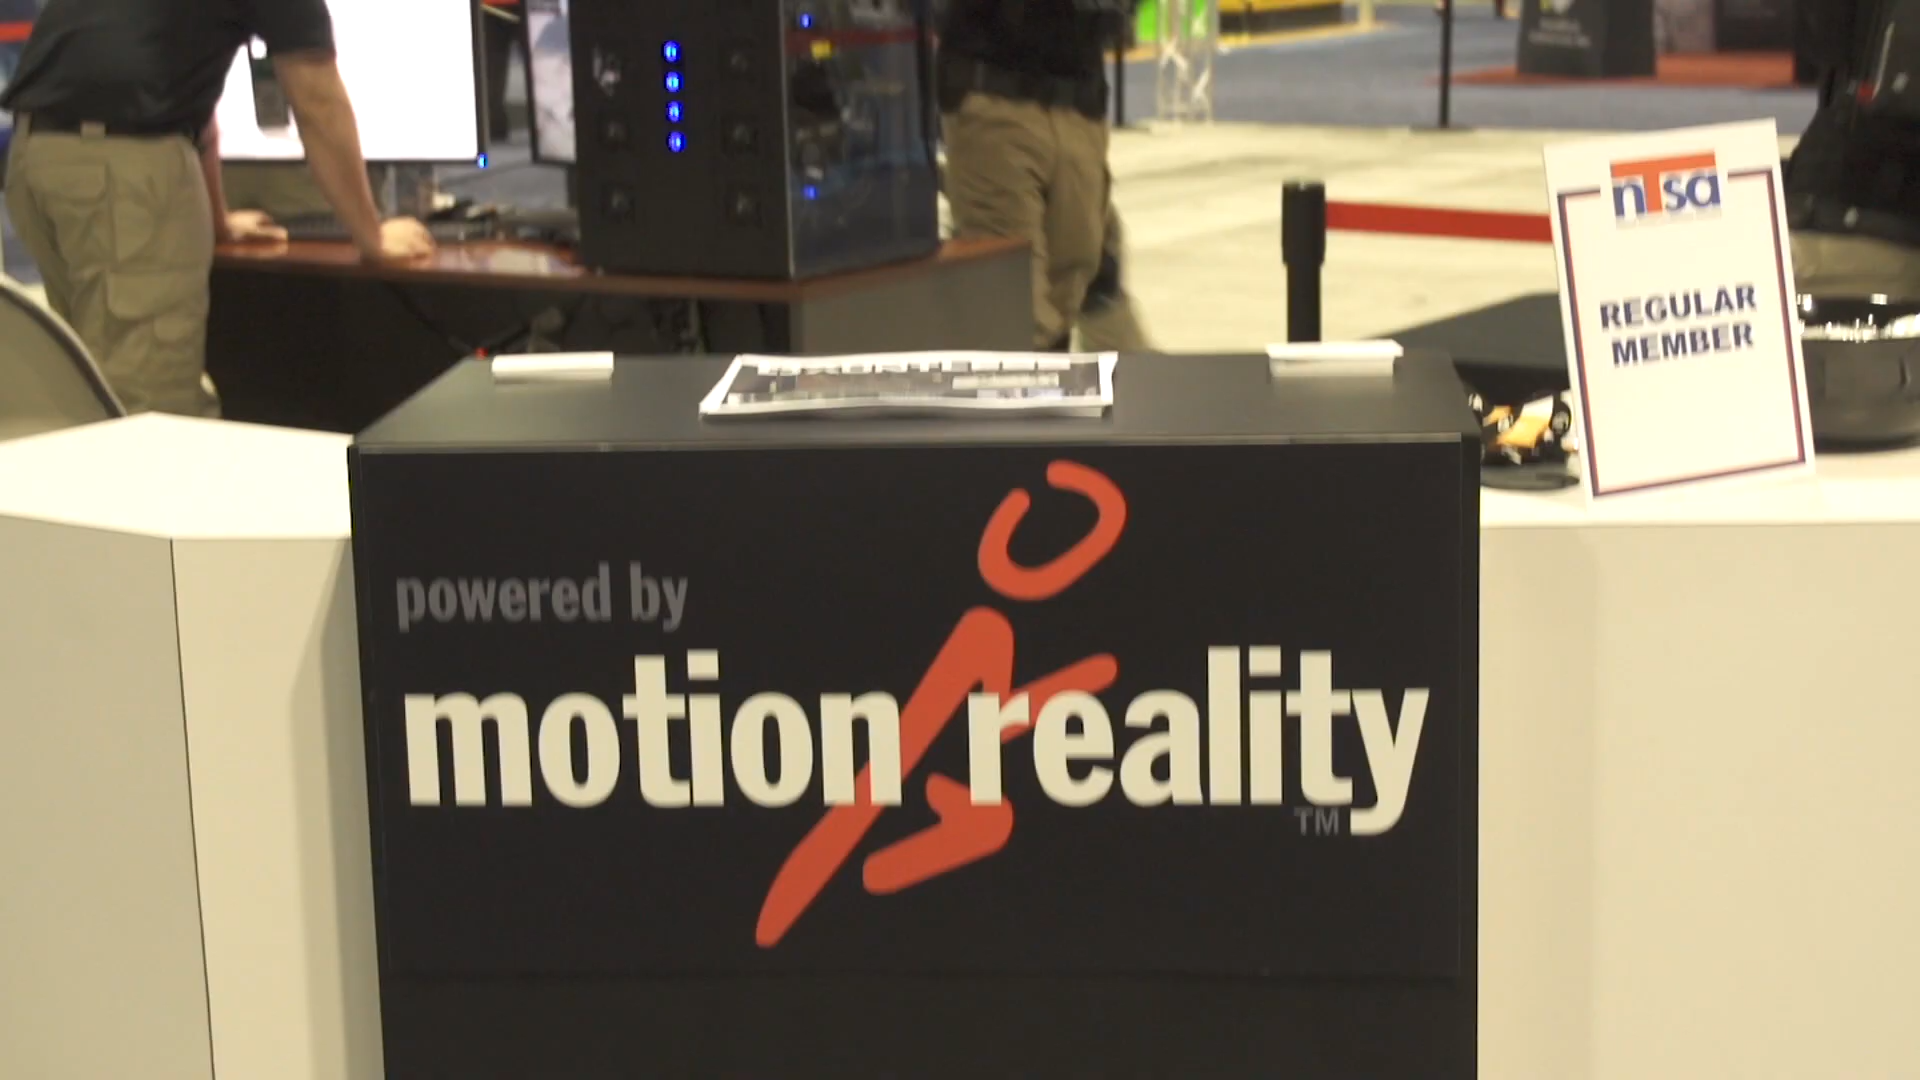 ntsa
REGULAR
MEMBER
powered by
motion reality
TM